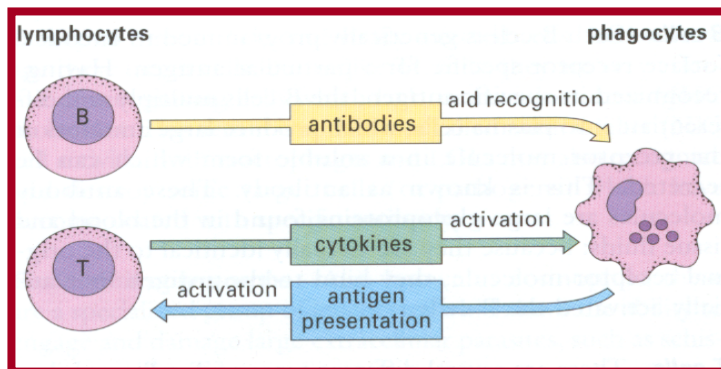 lymphocytes
phagocytes
B
antibodies
aid recognition
T
cytokines
activation
activation
antigen
presentation